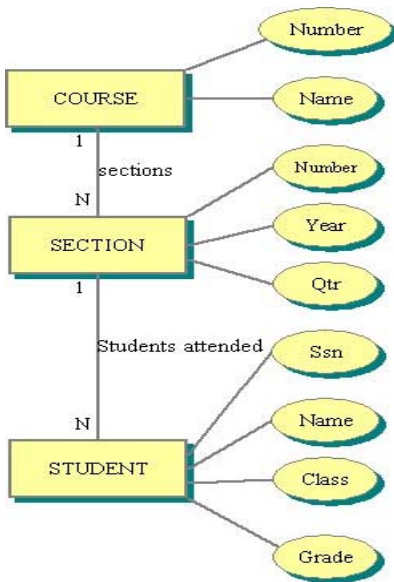 Number
COURSE
Name
1
sections
Number
N
SECTION
Year
1
Qtr
Students attended
Ssn
Name
N
STUDENT
Class
Grade